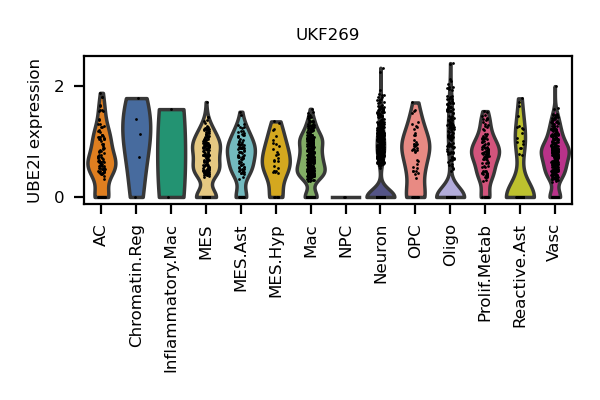 UKF269
UBE2I expression
2
0
AC
Chromatin.Reg
Inflammatory.Mac
MES
MES.Ast
MES.Hyp
Mac
NPC
Neuron
OPC
Oligo
Prolif.Metab
Reactive.Ast
Vasc